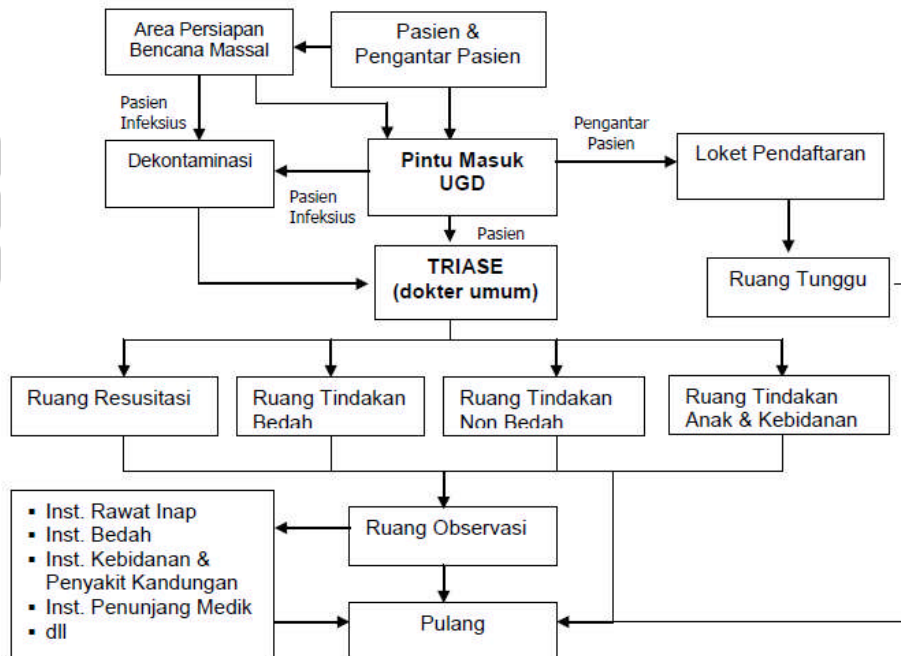 Area Persiapan
Bencana Massal
Pasien &
Pengantar Pasien
Pasien
Infeksius
Pengantar
Pasien
Dekontaminasi
Pintu Masuk
UGD
Loket Pendaftaran
Pasien
Infeksius
Pasien
TRIASE
(dokter umum)
Ruang Tunggu
Ruang Resusitasi
Ruang Tindakan
Bedah
Ruang Tindakan
Non Bedah
Ruang Tindakan
Anak & Kebidanan
▪ Inst. Rawat Inap
▪ Inst. Bedah
▪ Inst. Kebidanan &
Penyakit Kandungan
▪ Inst. Penunjang Medik
▪ dll
Ruang Observasi
Pulang